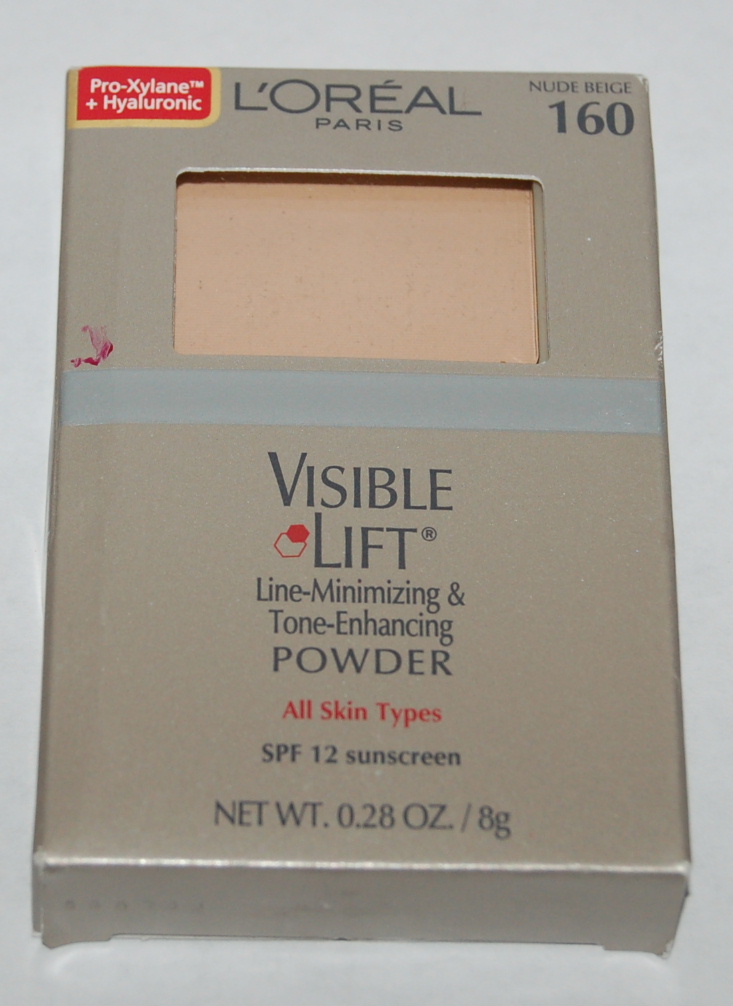 Pro-Xylane™
+ Hyaluronic
L'ORÉAL
PARIS
NUDE BEIGE
160
VISIBLE
LIFT®
Line-Minimizing &
Tone-Enhancing
POWDER
All Skin Types
SPF 12 sunscreen
NET WT. 0.28 OZ. / 8g